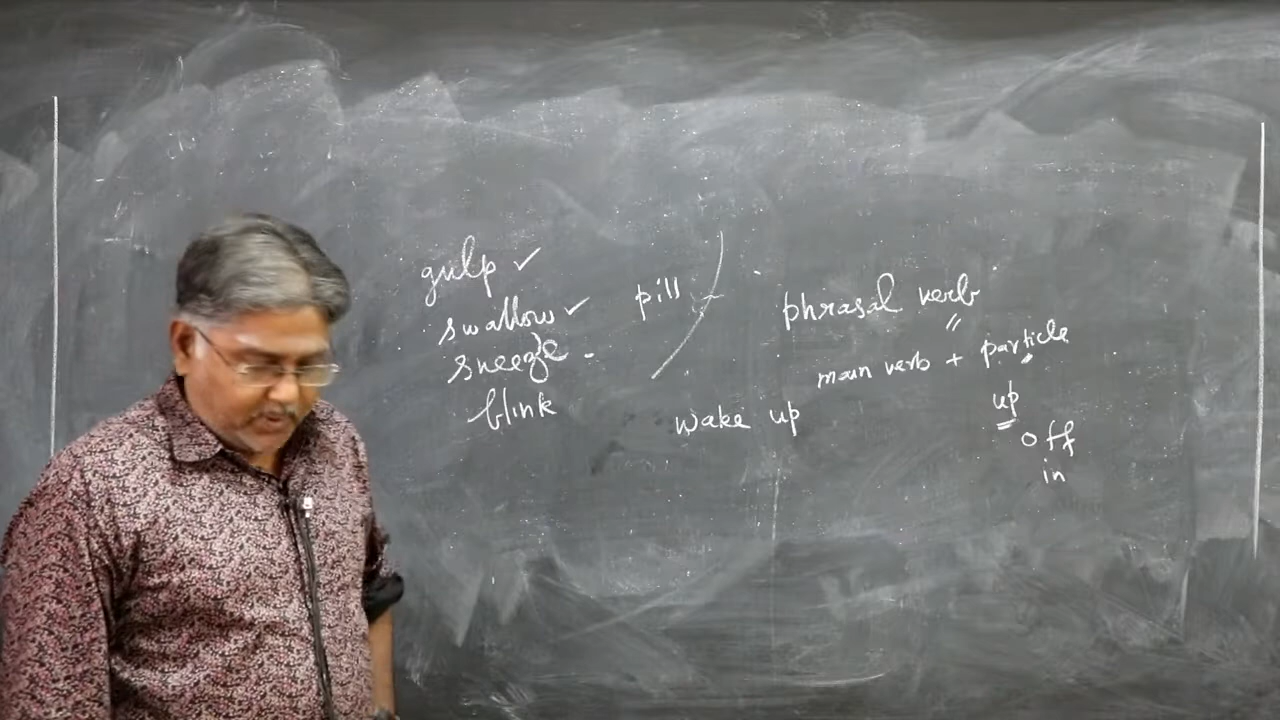 gulp ✓
swallow ✓ pill
sneeze
blink
wake up
phrasal verb
main verb + particle
up
off
in